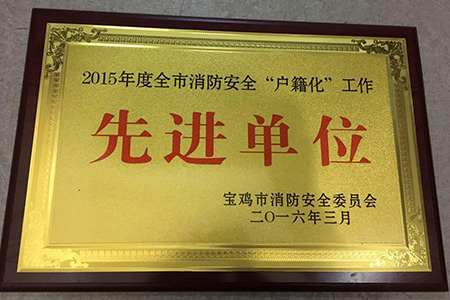 2015年度全市消防安全“户籍化”工作
先进单位
宝鸡市消防安全委员会
二〇一六年三月